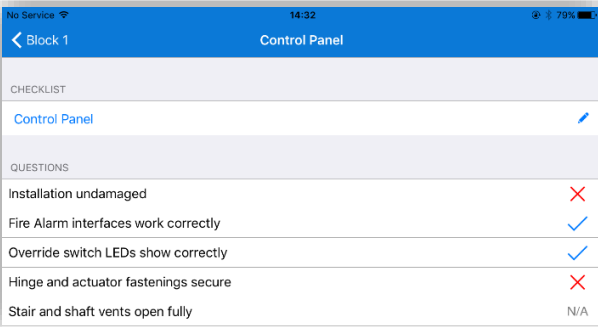 No Service 14:32 79%
Block 1 Control Panel
CHECKLIST
Control Panel
QUESTIONS
Installation undamaged
Fire Alarm interfaces work correctly
Override switch LEDs show correctly
Hinge and actuator fastenings secure
Stair and shaft vents open fully N/A